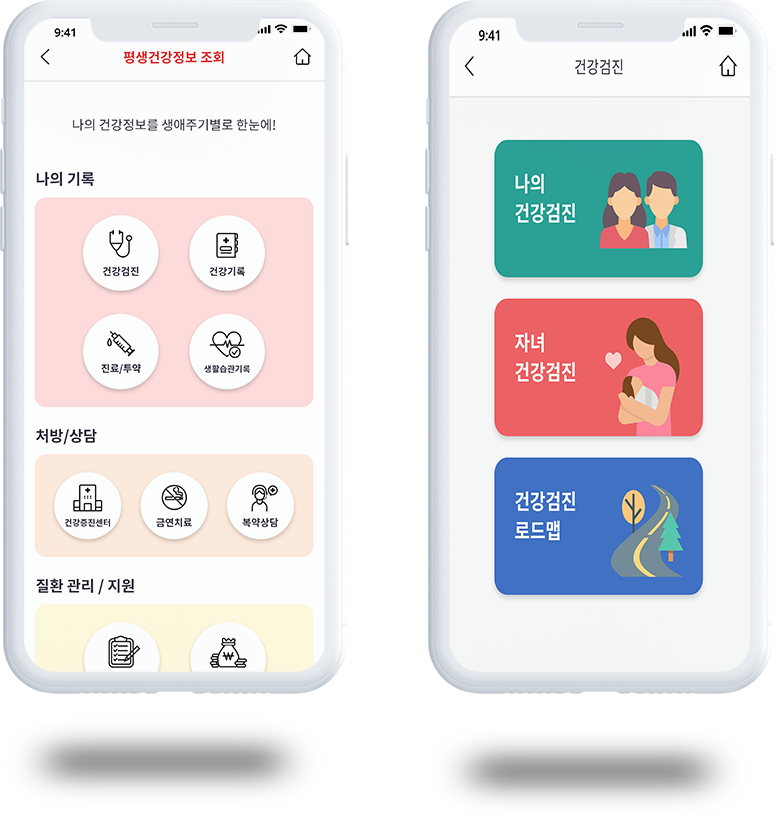 9:41
평생건강정보 조회
나의 건강정보를 생애주기별로 한눈에!
나의 기록
건강검진
건강기록
진료/투약
생활습관기록
처방/상담
건강증진센터
금연치료
복약상담
질환 관리 / 지원
9:41
건강검진
나의
건강검진
자녀
건강검진
건강검진
로드맵